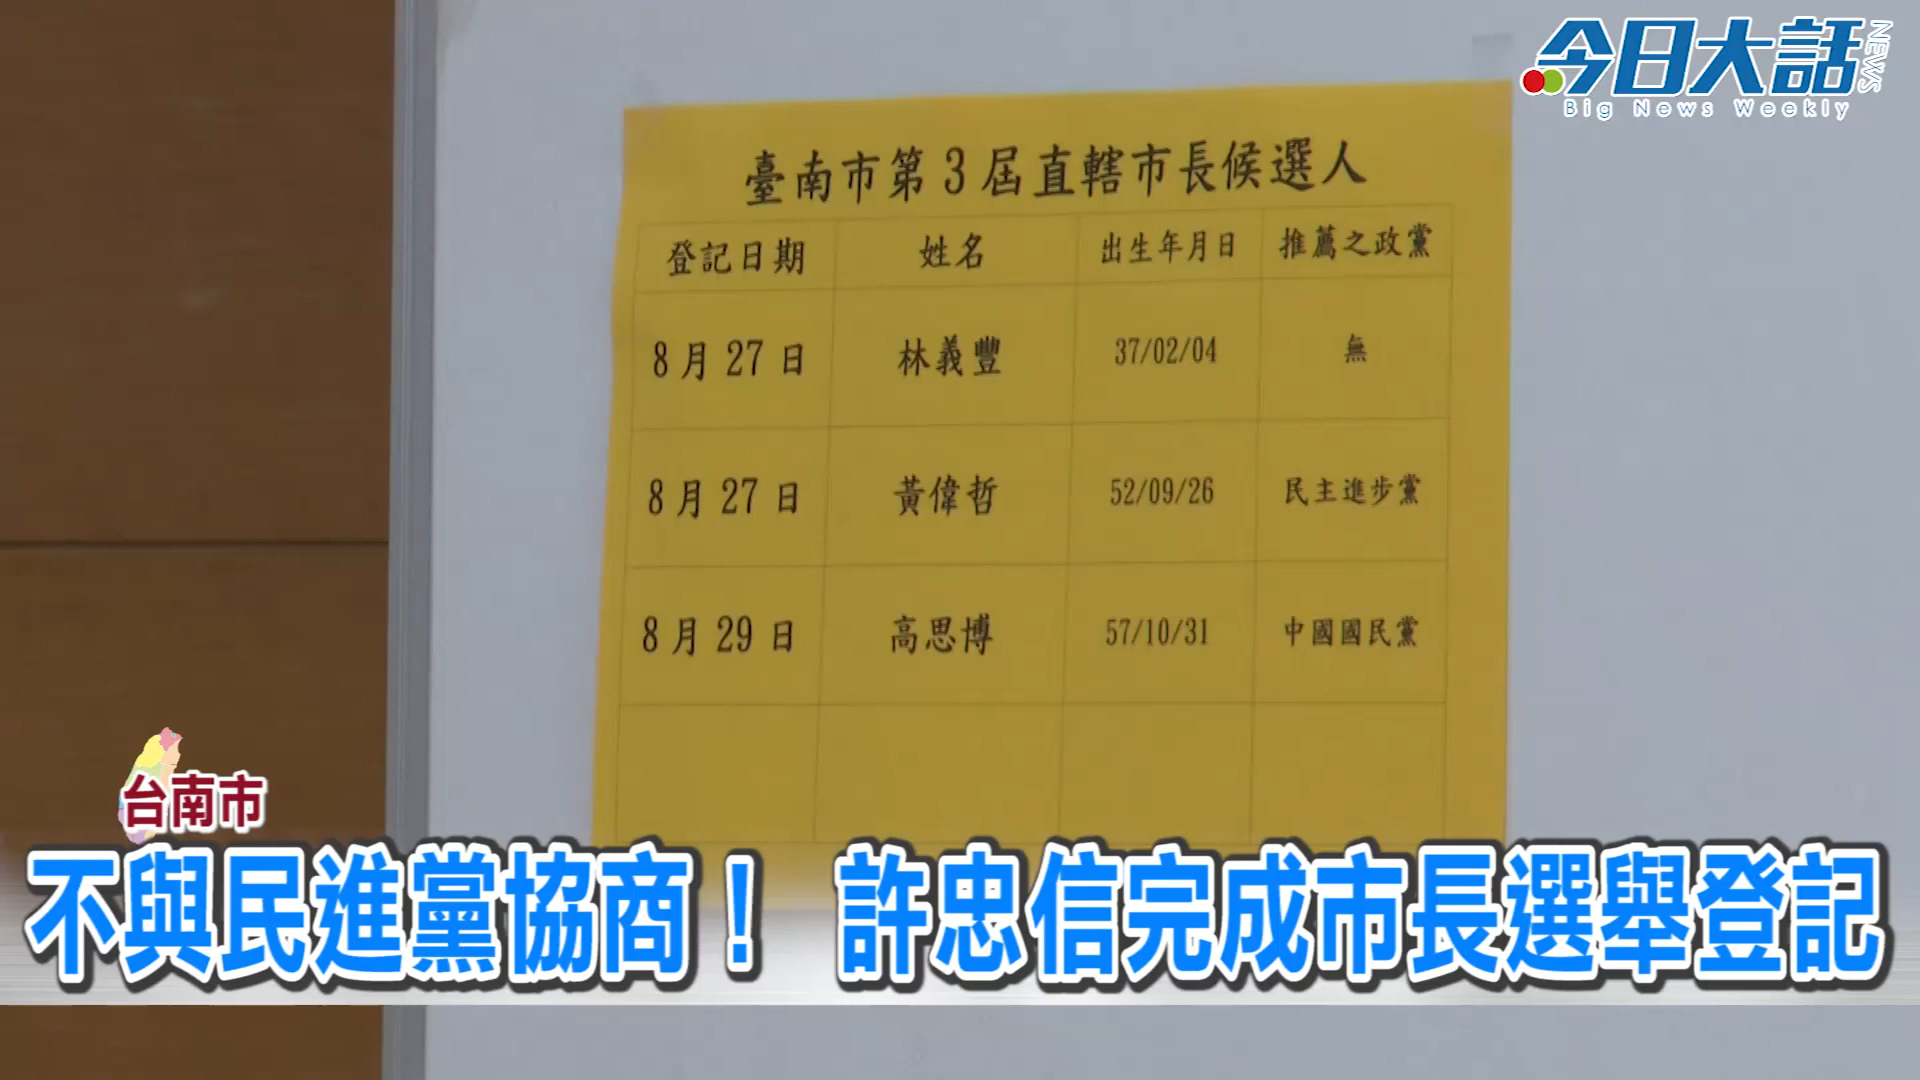 今日大話 NEWS
Big News Weekly
臺南市第3屆直轄市長候選人
登記日期 姓名 出生年月日 推薦之政黨
8月27日 林義豐 37/02/04 無
8月27日 黃偉哲 52/09/26 民主進步黨
8月29日 高思博 57/10/31 中國國民黨
台南市
不與民進黨協商！ 許忠信完成市長選舉登記